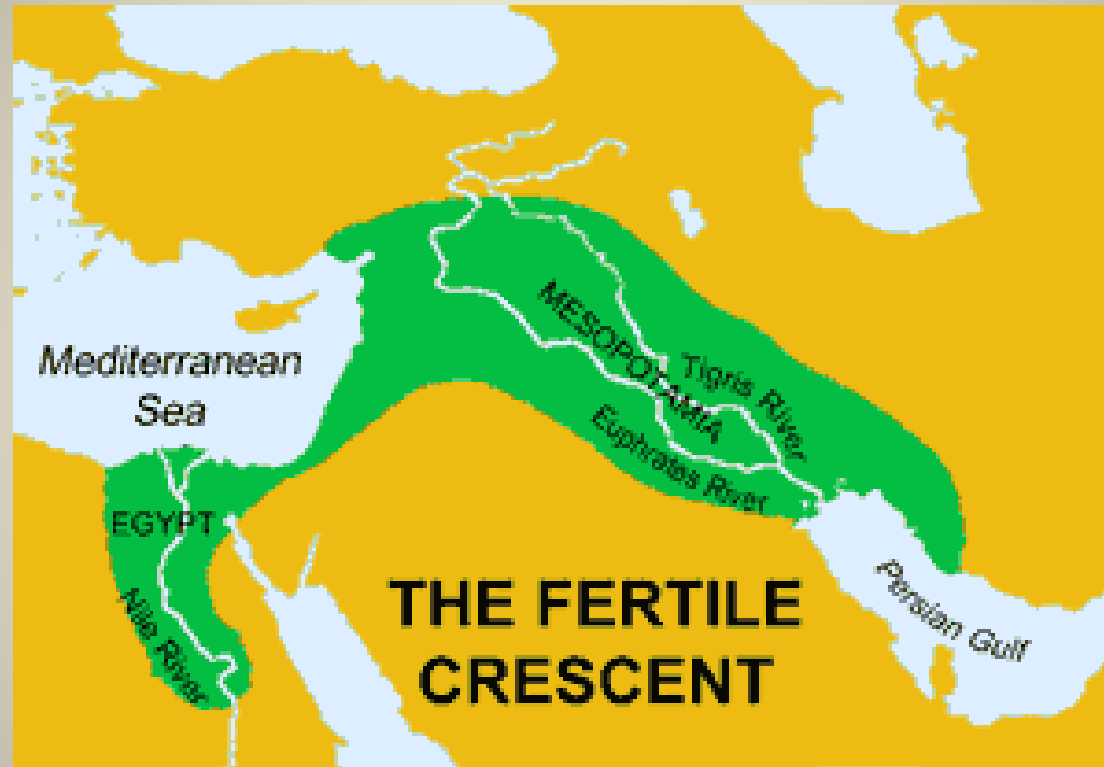 MESOPOTAMIA
Tigris River
Mediterranean
Sea
Euphrates River
EGYPT
Nile River
Persian Gulf
THE FERTILE
CRESCENT